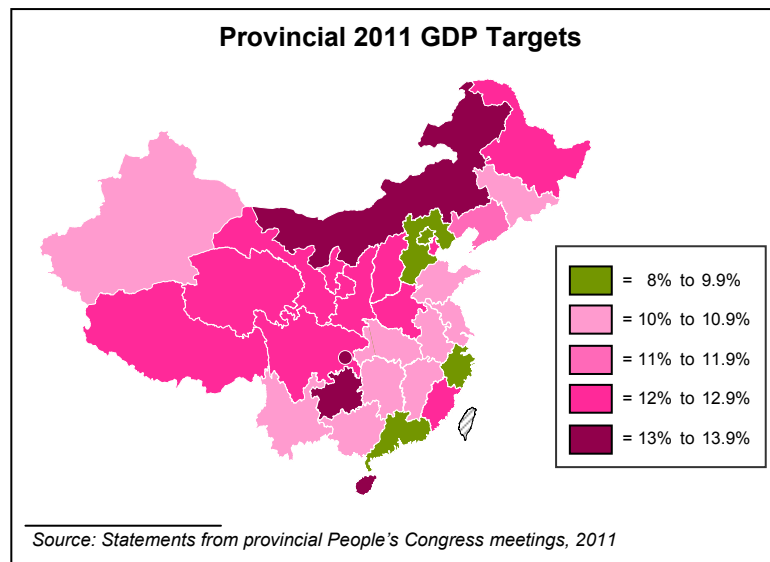 Provincial 2011 GDP Targets
= 8% to 9.9%
= 10% to 10.9%
= 11% to 11.9%
= 12% to 12.9%
= 13% to 13.9%
Source: Statements from provincial People's Congress meetings, 2011